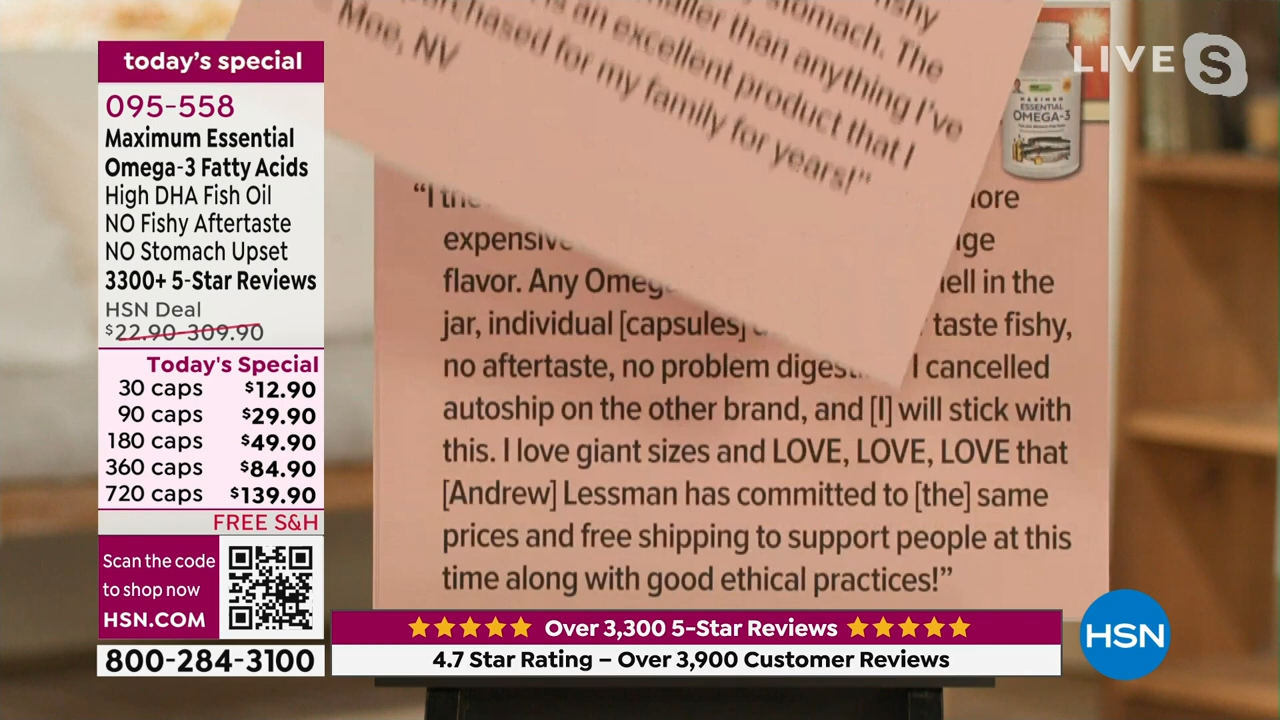 today's special
095-558
Maximum Essential
Omega-3 Fatty Acids
High DHA Fish Oil
NO Fishy Aftertaste
NO Stomach Upset
3300+ 5-Star Reviews
HSN Deal
$22.90-309.90
Today's Special
30 caps $12.90
90 caps $29.90
180 caps $49.90
360 caps $84.90
720 caps $139.90
FREE S&H
Scan the code
to shop now
HSN.COM
800-284-3100
stomach. The
than anything I've
is an excellent product that I
for my family for years!"
Moe, NV
"I
flavor. Any
in the
jar, individual [capsules] taste fishy,
no aftertaste, no problem I cancelled
autoship on the other brand, and [I] will stick with
this. I love giant sizes and LOVE, LOVE, LOVE that
[Andrew] Lessman has committed to [the] same
prices and free shipping to support people at this
time along with good ethical practices!"
LIVE S
MAXIMUM
ESSENTIAL
OMEGA-3
Over 3,300 5-Star Reviews
4.7 Star Rating – Over 3,900 Customer Reviews
HSN